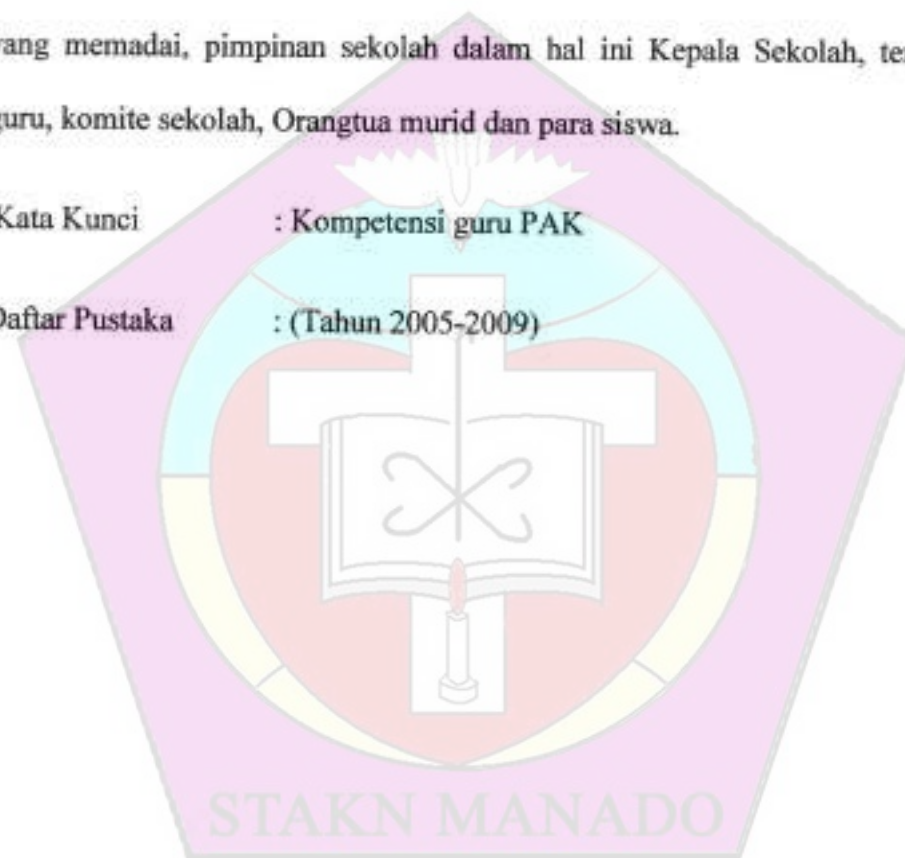 yang memadai, pimpinan sekolah dalam hal ini Kepala Sekolah,
guru, komite sekolah, Orangtua murid dan para siswa.
Kata Kunci : Kompetensi guru PAK
Daftar Pustaka : (Tahun 2005-2009)
STAKN MANADO